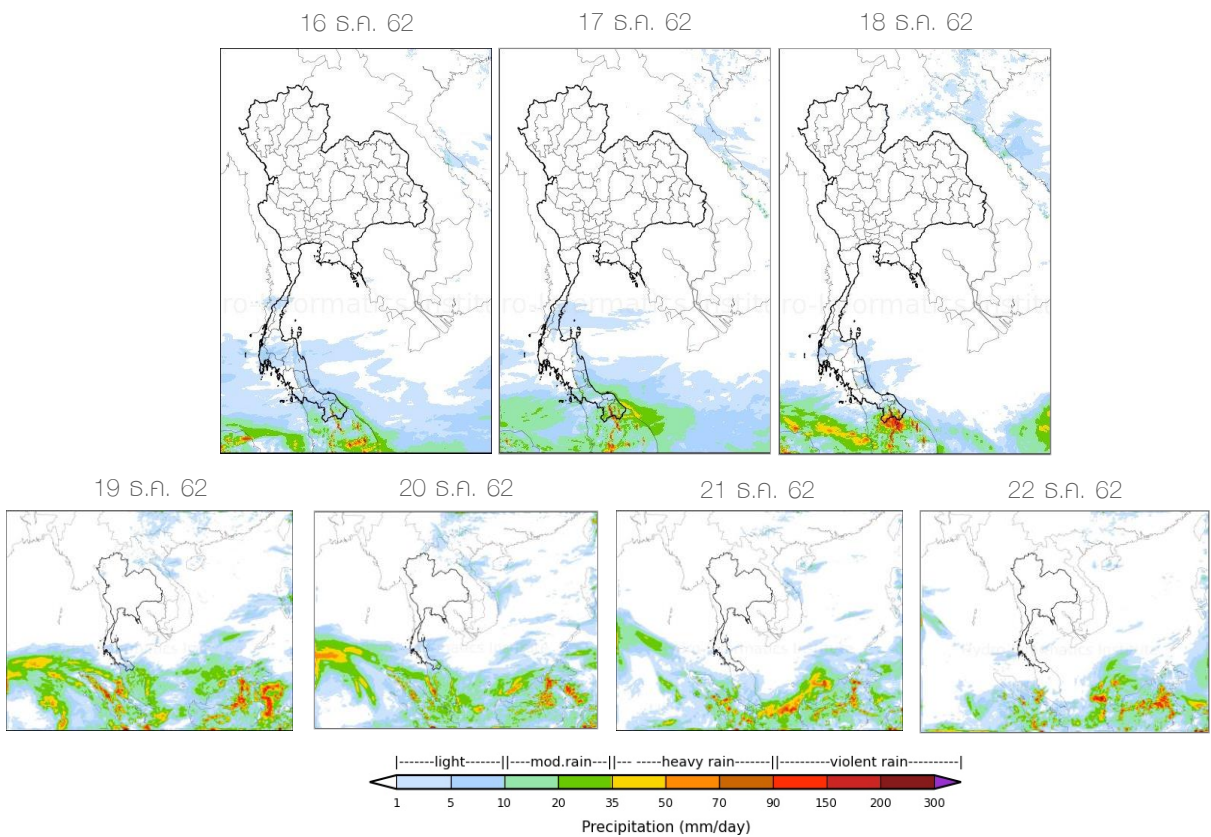 16 ธ.ค. 62
17 ธ.ค. 62
18 ธ.ค. 62
19 ธ.ค. 62
20 ธ.ค. 62
21 ธ.ค. 62
22 ธ.ค. 62
|------light-------||---mod.rain---||--- ----heavy rain-----||---------violent rain----------|
1 5 10 20 35 50 70 90 150 200 300
Precipitation (mm/day)